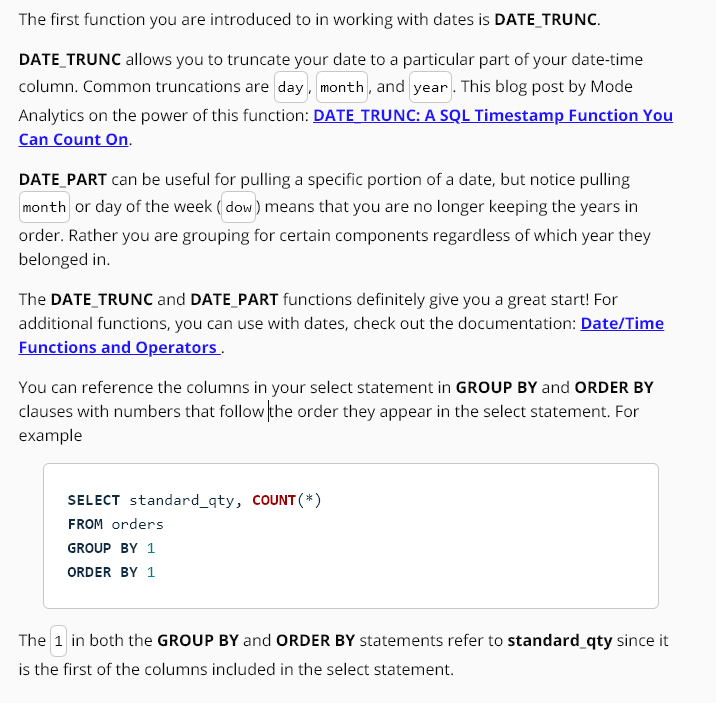 The first function you are introduced to in working with dates is DATE_TRUNC.
DATE_TRUNC allows you to truncate your date to a particular part of your date-time
column. Common truncations are day, month, and year. This blog post by Mode
Analytics on the power of this function: DATE_TRUNC: A SQL Timestamp Function You
Can Count On.
DATE_PART can be useful for pulling a specific portion of a date, but notice pulling
month or day of the week (dow) means that you are no longer keeping the years in
order. Rather you are grouping for certain components regardless of which year they
belonged in.
The DATE_TRUNC and DATE_PART functions definitely give you a great start! For
additional functions, you can use with dates, check out the documentation: Date/Time
Functions and Operators .
You can reference the columns in your select statement in GROUP BY and ORDER BY
clauses with numbers that follow the order they appear in the select statement. For
example
SELECT standard_qty, COUNT(*)
FROM orders
GROUP BY 1
ORDER BY 1
The 1 in both the GROUP BY and ORDER BY statements refer to standard_qty since it
is the first of the columns included in the select statement.